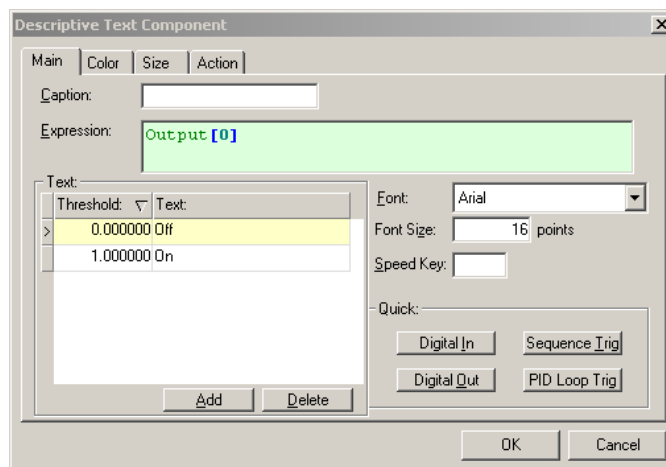 Descriptive Text Component
Main Color Size Action
Caption:
Expression: Output[0]
Text:
Threshold: Text:
0.000000 Off
1.000000 On
Add Delete
Font: Arial
Font Size: 16 points
Speed Key:
Quick:
Digital In Sequence Trig
Digital Out PID Loop Trig
OK Cancel